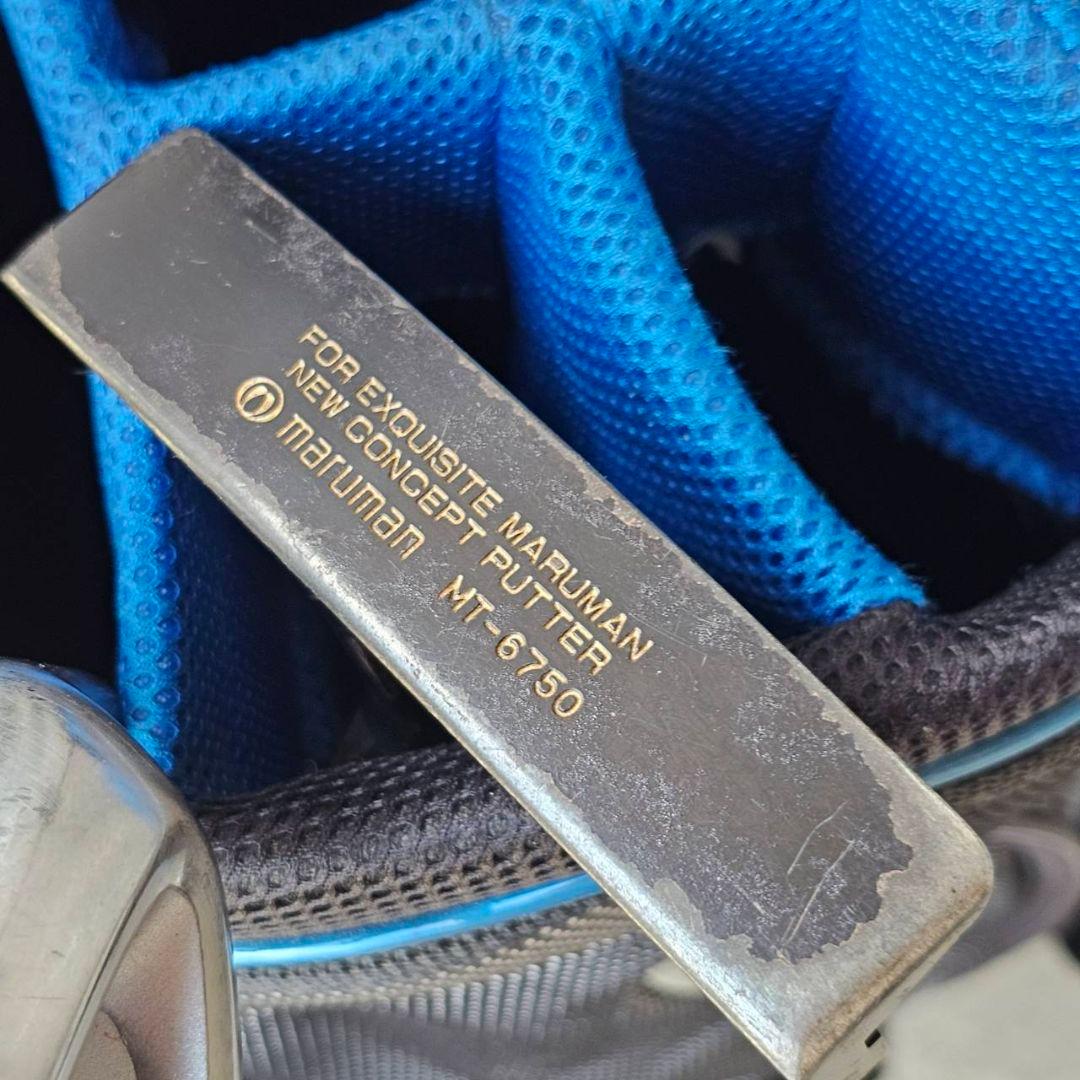 FOR EXQUISITE MARUMAN
NEW CONCEPT PUTTER
maruman MT-6750